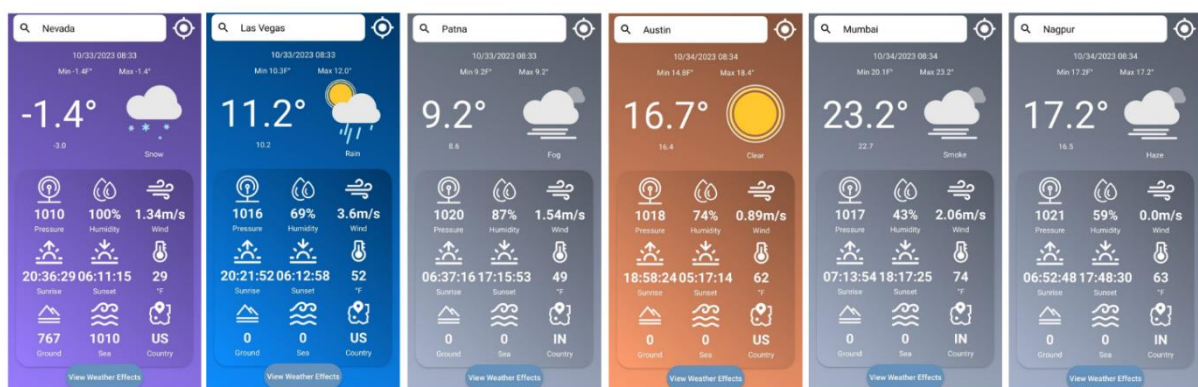 Nevada
10/33/2023 08:33
Min -1.4F° Max -1.4°
-1.4°
-3.0
Snow
1010 100% 1.34m/s
Pressure Humidity Wind
20:36:29 06:11:15 29
Sunrise Sunset °F
767 1010 US
Ground Sea Country
View Weather Effects
Las Vegas
10/33/2023 08:33
Min 10.3F° Max 12.0°
11.2°
10.2
Rain
1016 69% 3.6m/s
Pressure Humidity Wind
20:21:52 06:12:58 52
Sunrise Sunset °F
0 0 US
Ground Sea Country
View Weather Effects
Patna
10/33/2023 08:33
Min 9.2F° Max 9.2°
9.2°
8.6
Fog
1020 87% 1.54m/s
Pressure Humidity Wind
06:37:16 17:15:53 49
Sunrise Sunset °F
0 0 IN
Ground Sea Country
View Weather Effects
Austin
10/34/2023 08:34
Min 14.8F° Max 18.4°
16.7°
16.4
Clear
1018 74% 0.89m/s
Pressure Humidity Wind
18:58:24 05:17:14 62
Sunrise Sunset °F
0 0 US
Ground Sea Country
View Weather Effects
Mumbai
10/34/2023 08:34
Min 20.1F° Max 23.2°
23.2°
22.7
Smoke
1017 43% 2.06m/s
Pressure Humidity Wind
07:13:54 18:17:25 74
Sunrise Sunset °F
0 0 IN
Ground Sea Country
View Weather Effects
Nagpur
10/34/2023 08:34
Min 17.2F° Max 17.2°
17.2°
16.5
Haze
1021 59% 0.0m/s
Pressure Humidity Wind
06:52:48 17:48:30 63
Sunrise Sunset °F
0 0 IN
Ground Sea Country
View Weather Effects